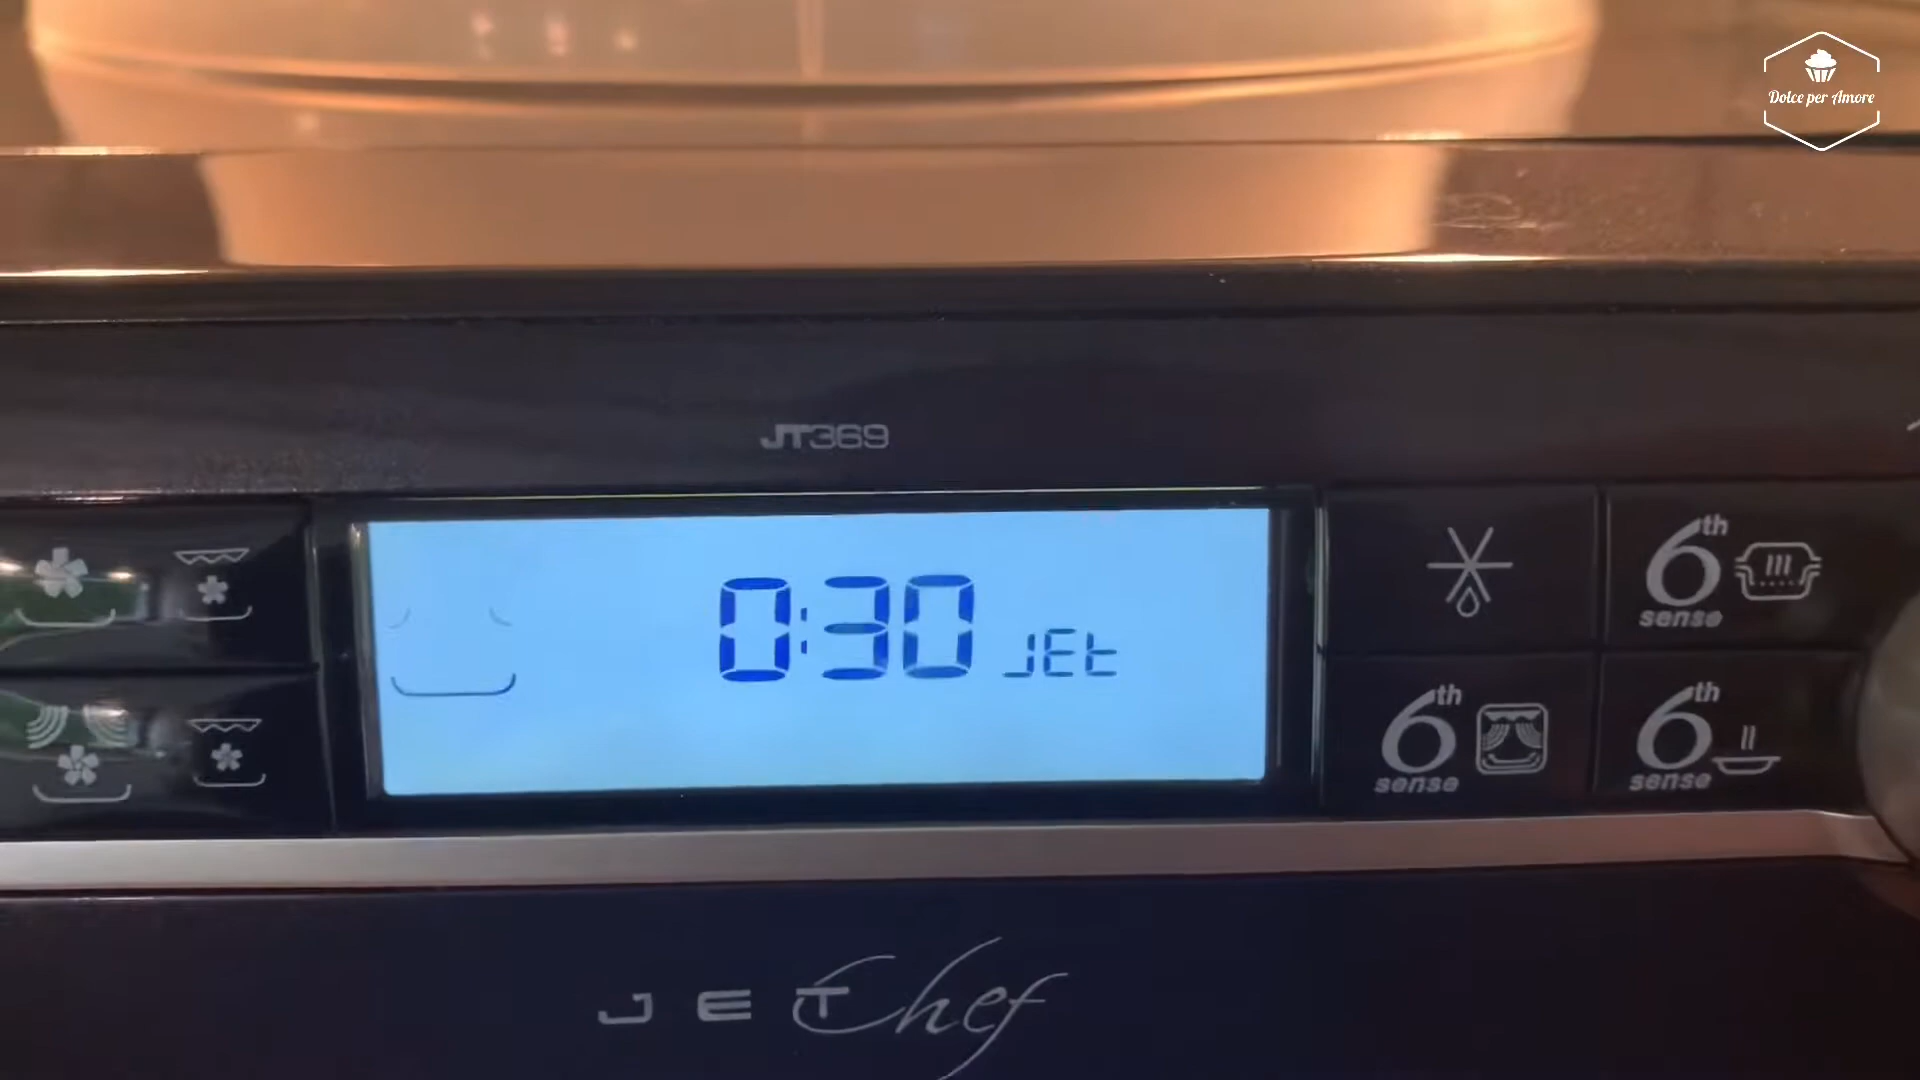 Dolce per Amore
JT369
0:30 JEt
6th sense
6th sense
6th sense
JET Chef